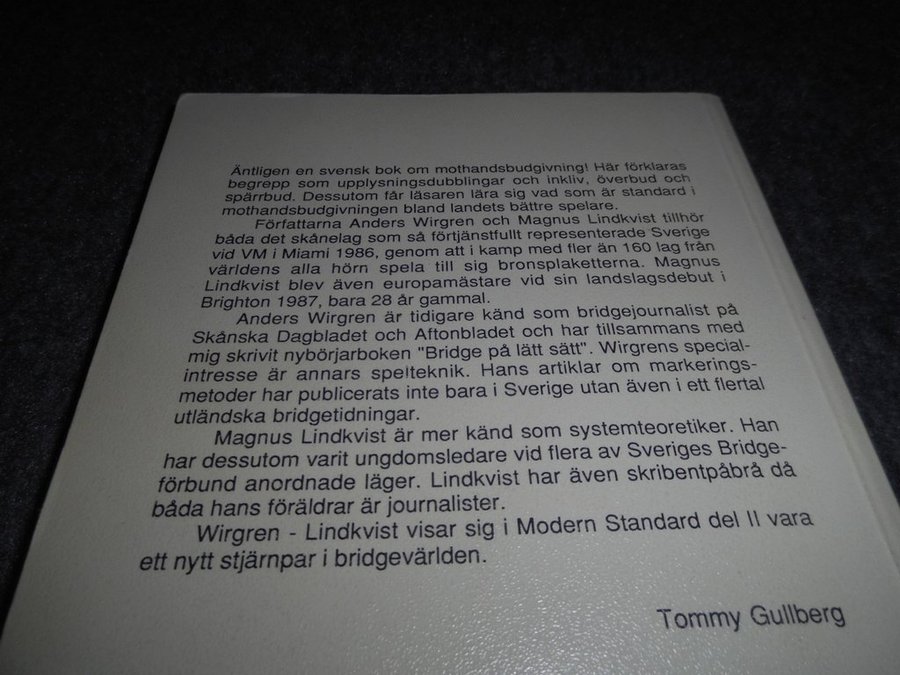 Äntligen en svensk bok om mothandsbudgivning! Här förklaras
begrepp som upplysningsdubblingar och inkliv, överbud och
spärrbud. Dessutom får läsaren lära sig vad som är standard i
mothandsbudgivningen bland landets bättre spelare.
Författarna Anders Wirgren och Magnus Lindkvist tillhör
båda det skånelag som så förtjänstfullt representerade Sverige
vid VM i Miami 1986, genom att i kamp med fler än 160 lag från
världens alla hörn spela till sig bronsplaketterna. Magnus
Lindkvist blev även europamästare vid sin landslagsdebut i
Brighton 1987, bara 28 år gammal.
Anders Wirgren är tidigare känd som bridgejournalist på
Skånska Dagbladet och Aftonbladet och har tillsammans med
mig skrivit nybörjarboken "Bridge på lätt sätt". Wirgrens special-
intresse är annars spelteknik. Hans artiklar om markerings-
metoder har publicerats inte bara i Sverige utan även i ett flertal
utländska bridgetidningar.
Magnus Lindkvist är mer känd som systemteoretiker. Han
har dessutom varit ungdomsledare vid flera av Sveriges Bridge-
förbund anordnade läger. Lindkvist har även skribentpåbrå då
båda hans föräldrar är journalister.
Wirgren - Lindkvist visar sig i Modern Standard del II vara
ett nytt stjärnpar i bridgevärlden.
Tommy Gullberg